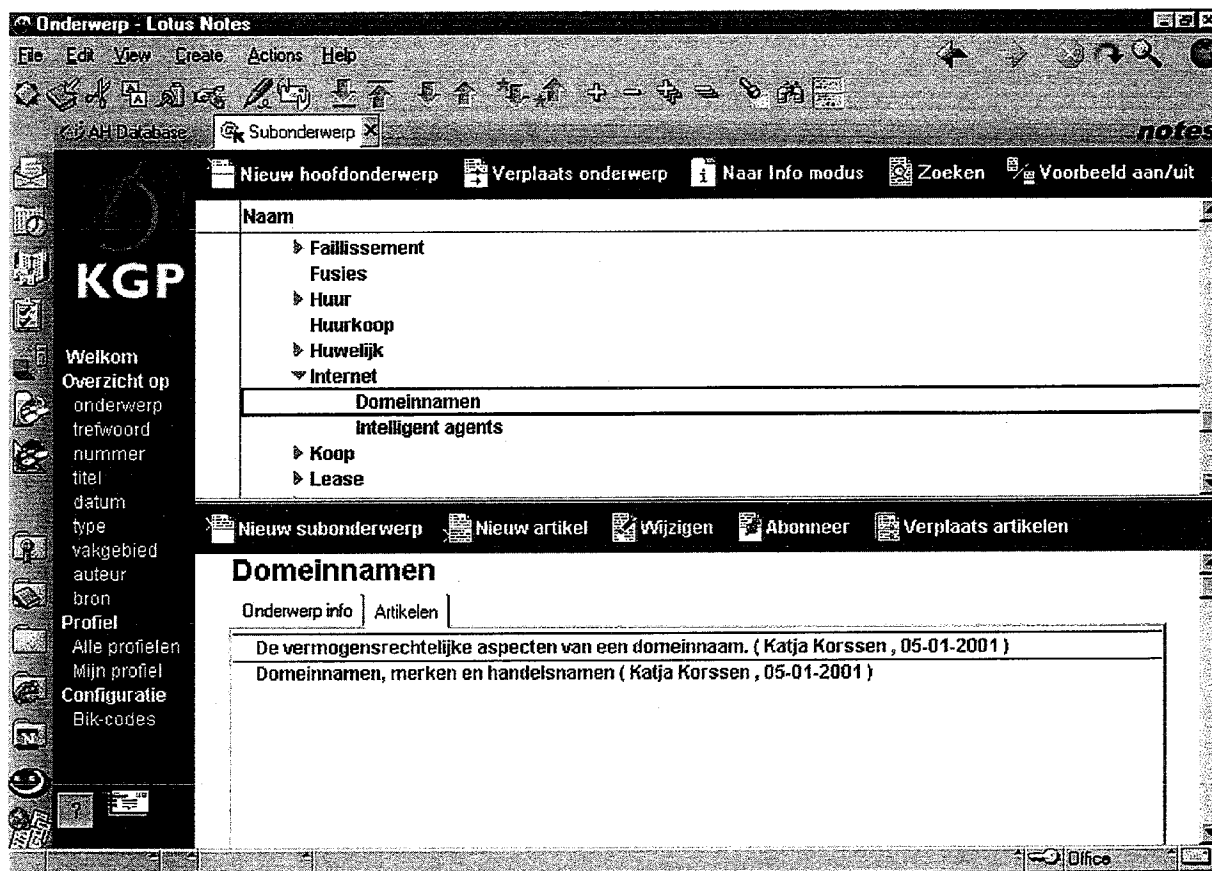 Onderwerp - Lotus Notes
File Edit View Create Actions Help
AH Database Subonderwerp notes
Nieuw hoofdonderwerp Verplaats onderwerp Naar Info modus Zoeken Voorbeeld aan/uit
Naam
Faillissement
Fusies
Huur
Huurkoop
Huwelijk
Internet
Domeinnamen
Intelligent agents
Koop
Lease
KGP
Welkom
Overzicht op
onderwerp
trefwoord
nummer
titel
datum
type
vakgebied
auteur
bron
Profiel
Alle profielen
Mijn profiel
Configuratie
Bik-codes
Nieuw subonderwerp Nieuw artikel Wijzigen Abonneer Verplaats artikelen
Domeinnamen
Onderwerp info Artikelen
De vermogensrechtelijke aspecten van een domeinnaam. ( Katja Korssen , 05-01-2001 )
Domeinnamen, merken en handelsnamen ( Katja Korssen , 05-01-2001 )
Office